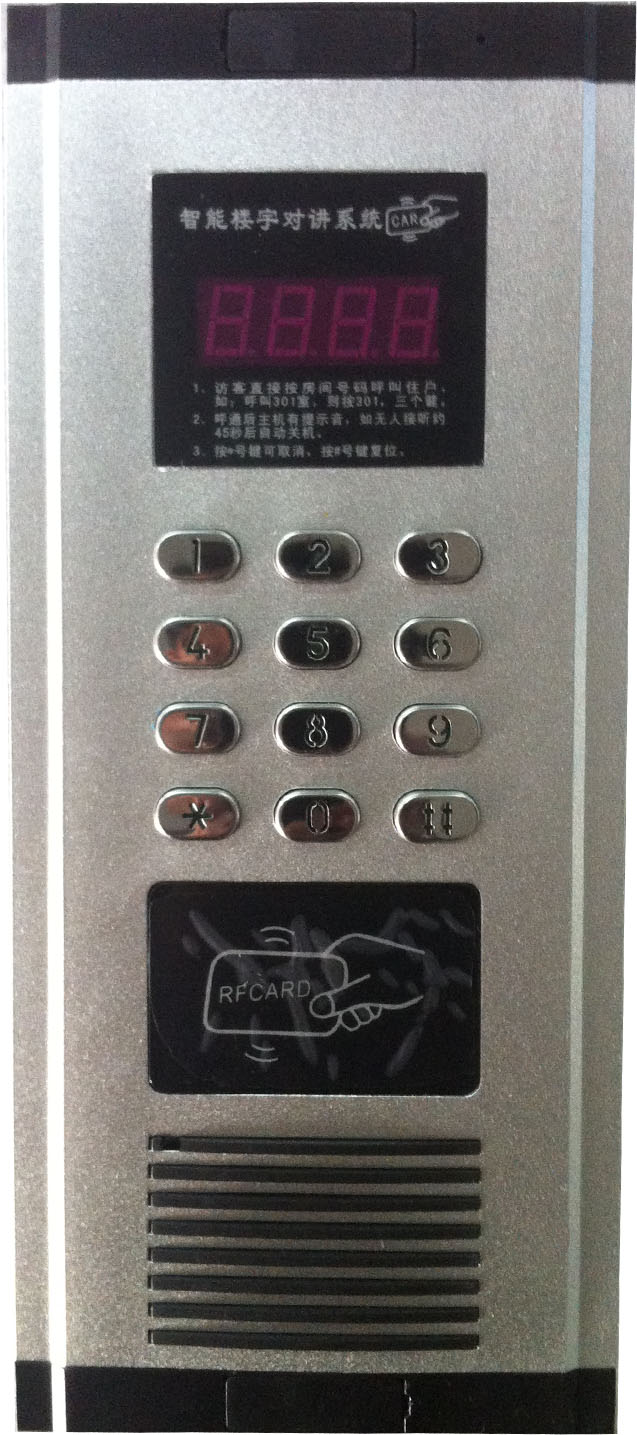 智能楼宇对讲系统 CARD
8888
1、访客直接按房间号码呼叫住户、
如：呼叫301室，则按301，三个键、
2、呼通后主机有提示音，如无人接听约
45秒后自动关机、
3、按*号键可取消、按#号键复位、
1 2 3
4 5 6
7 8 9
* 0 #
RFCARD